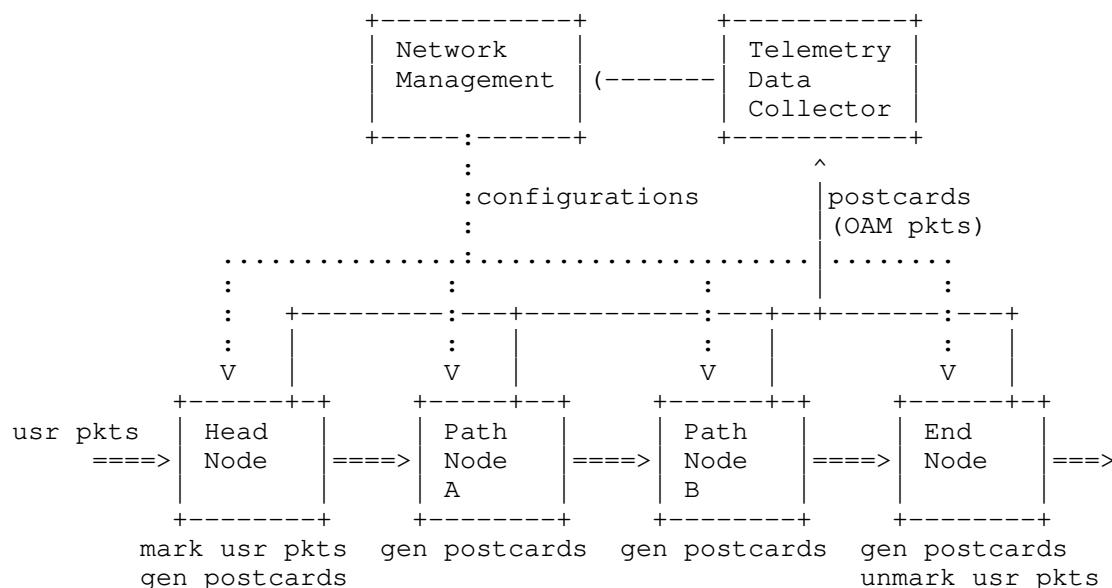 Network Management
Telemetry Data Collector
configurations
postcards
(OAM pkts)
usr pkts
Head Node
Path Node A
Path Node B
End Node
mark usr pkts
gen postcards
gen postcards
gen postcards
gen postcards
unmark usr pkts